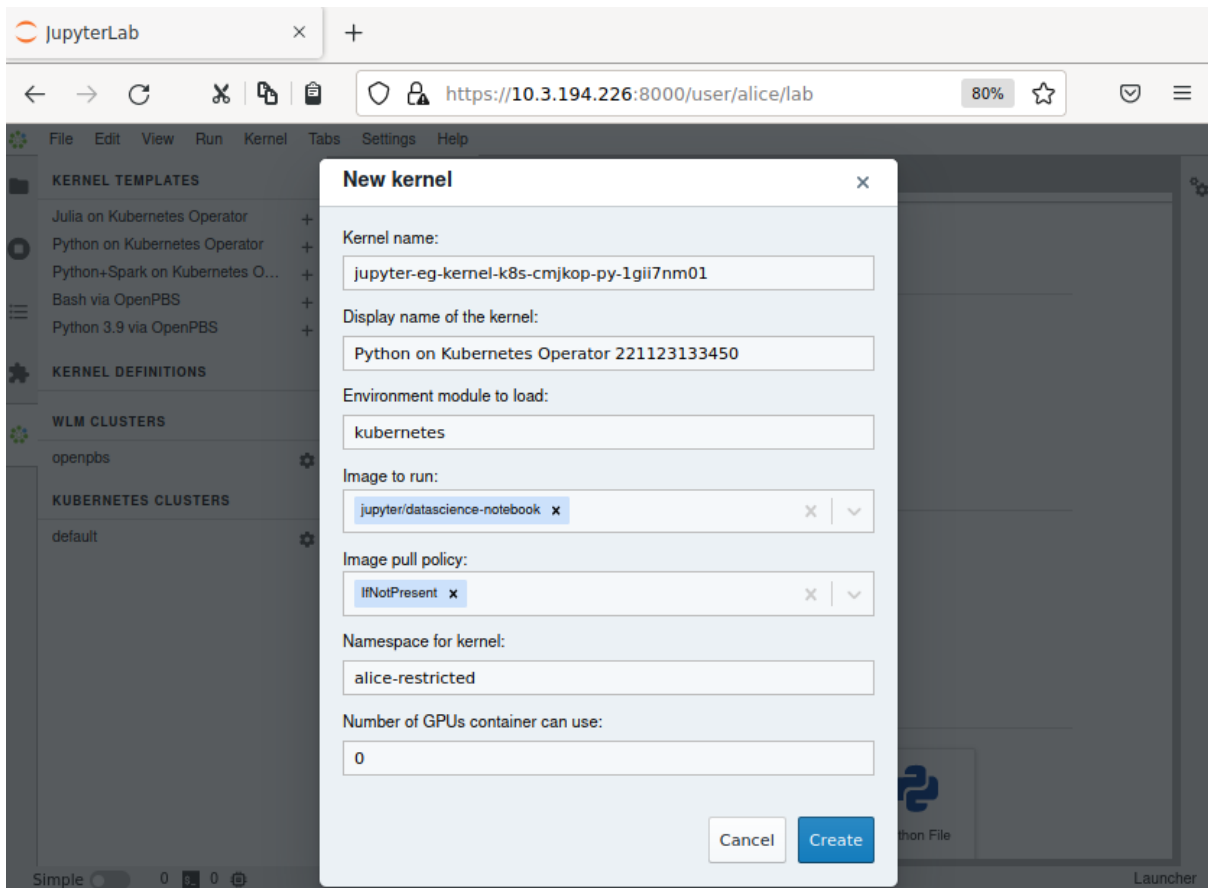 JupyterLab
https://10.3.194.226:8000/user/alice/lab
80%
File Edit View Run Kernel Tabs Settings Help
KERNEL TEMPLATES
Julia on Kubernetes Operator
Python on Kubernetes Operator
Python+Spark on Kubernetes O...
Bash via OpenPBS
Python 3.9 via OpenPBS
KERNEL DEFINITIONS
WLM CLUSTERS
openpbs
KUBERNETES CLUSTERS
default
New kernel
Kernel name:
jupyter-eg-kernel-k8s-cmjkop-py-1gii7nm01
Display name of the kernel:
Python on Kubernetes Operator 221123133450
Environment module to load:
kubernetes
Image to run:
jupyter/datascience-notebook
Image pull policy:
IfNotPresent
Namespace for kernel:
alice-restricted
Number of GPUs container can use:
0
Cancel Create
thon File
Simple 0 0 Launcher